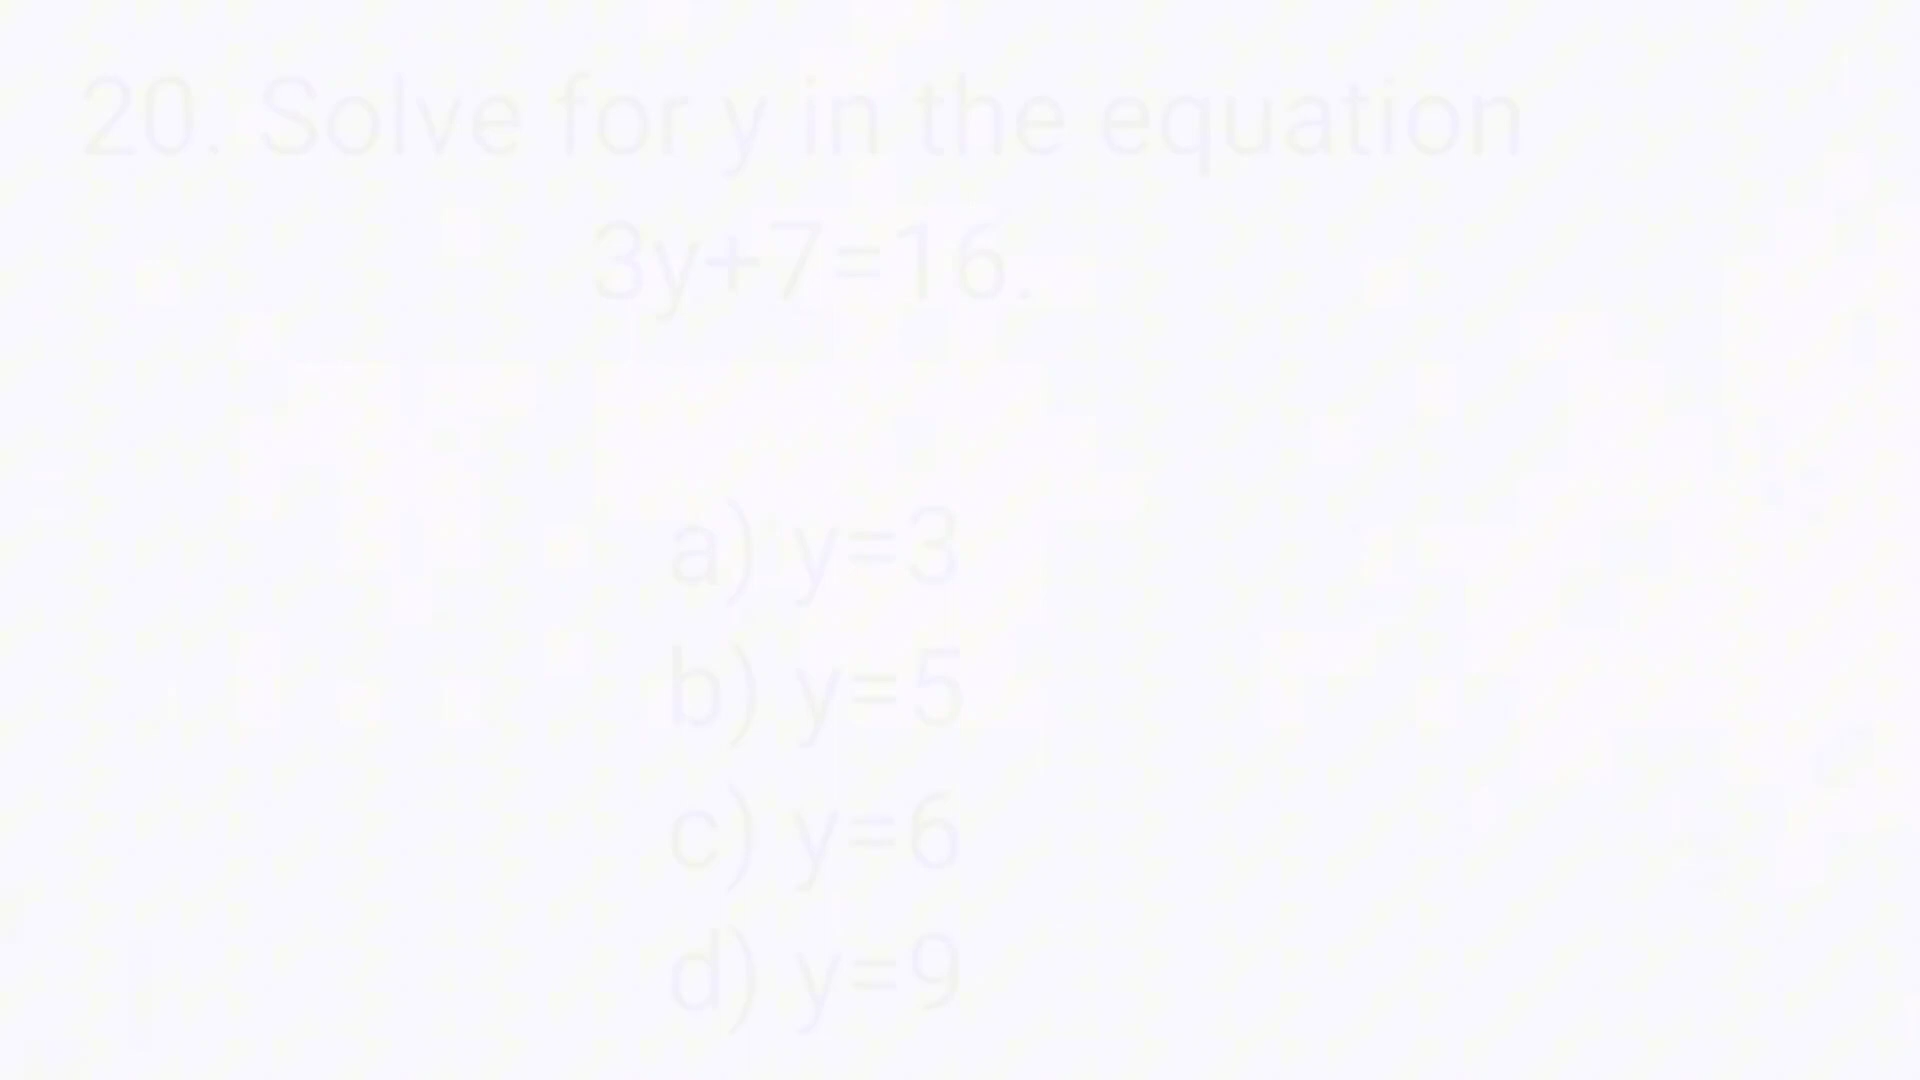 20. Solve for y in the equation
3y+7=16.
a) y=3
b) y=5
c) y=6
d) y=9